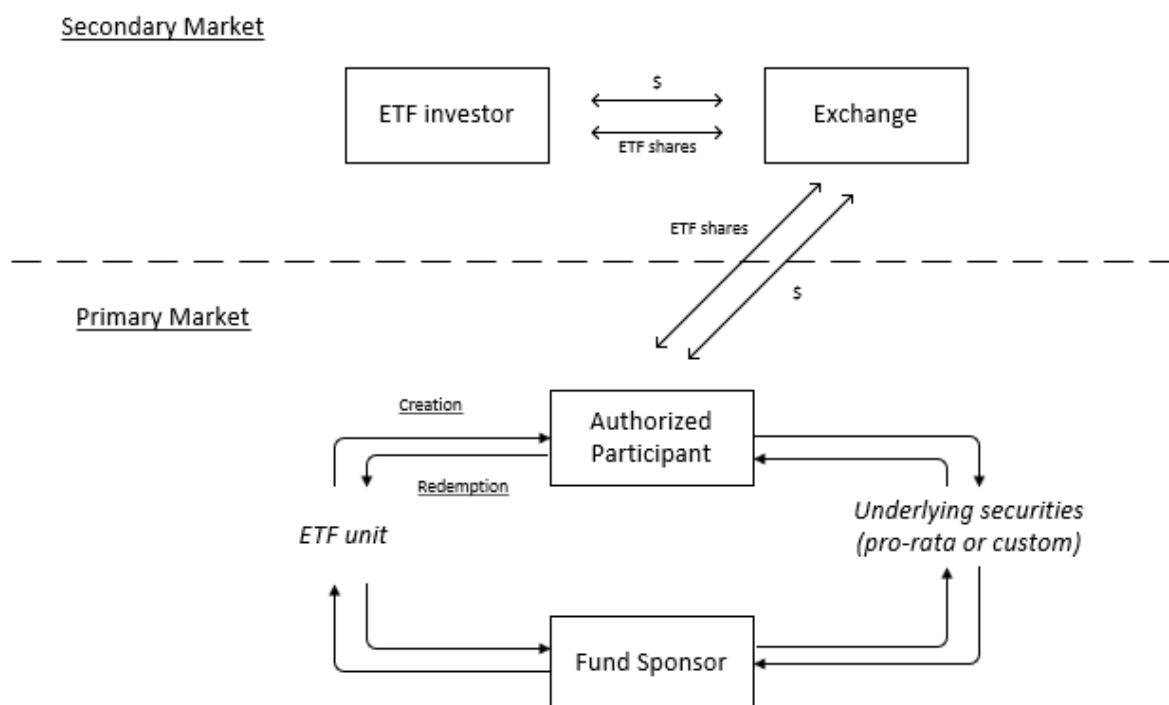 Secondary Market
ETF investor
$
ETF shares
Exchange
ETF shares
$
Primary Market
Creation
Redemption
Authorized
Participant
ETF unit
Underlying securities
(pro-rata or custom)
Fund Sponsor